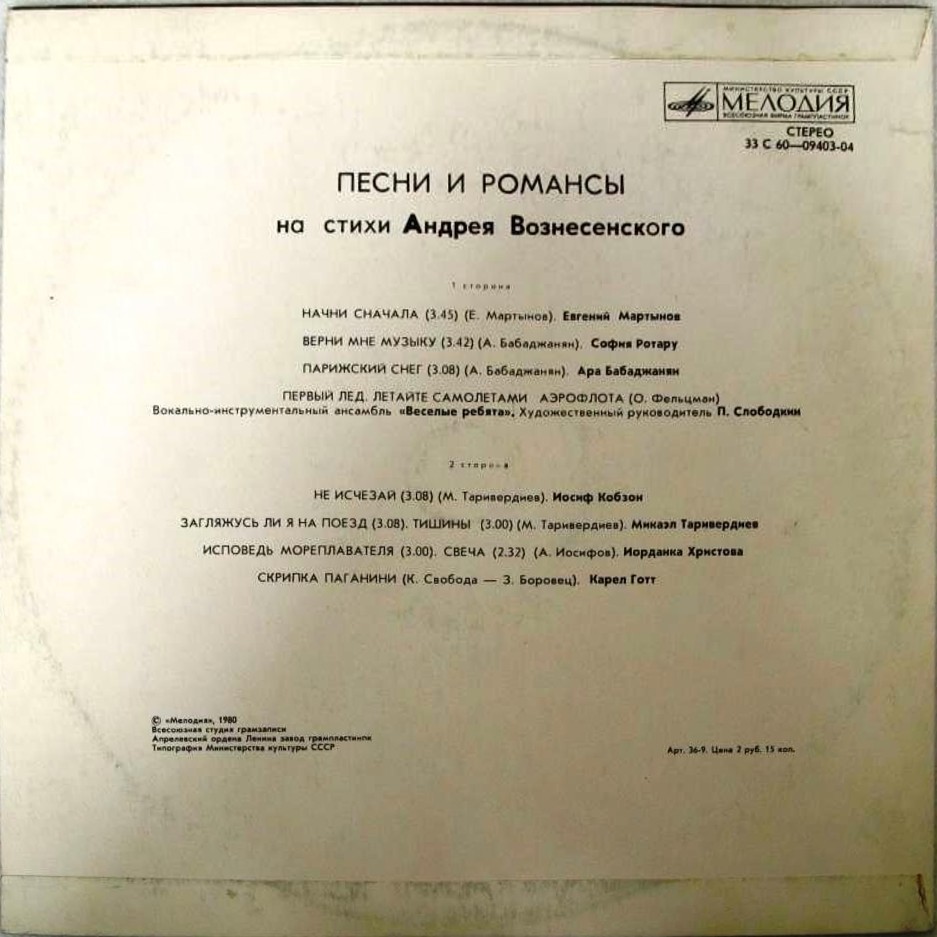 МИНИСТЕРСТВО КУЛЬТУРЫ СССР
МЕЛОДИЯ
ВСЕСОЮЗНАЯ ФИРМА ГРАМПЛАСТИНОК
СТЕРЕО
33 С 60—09403-04
ПЕСНИ И РОМАНСЫ
на стихи Андрея Вознесенского
1 сторона
НАЧНИ СНАЧАЛА (3.45) (Е. Мартынов). Евгений Мартынов
ВЕРНИ МНЕ МУЗЫКУ (3.42) (А. Бабаджанян). София Ротару
ПАРИЖСКИЙ СНЕГ (3.08) (А. Бабаджанян). Ара Бабаджанян
ПЕРВЫЙ ЛЕД. ЛЕТАЙТЕ САМОЛЕТАМИ АЭРОФЛОТА (О. Фельцман)
Вокально-инструментальный ансамбль «Веселые ребята». Художественный руководитель П. Слободкин
2 сторона
НЕ ИСЧЕЗАЙ (3.08) (М. Таривердиев). Иосиф Кобзон
ЗАГЛЯЖУСЬ ЛИ Я НА ПОЕЗД (3.08). ТИШИНЫ (3.00) (М. Таривердиев). Микаэл Таривердиев
ИСПОВЕДЬ МОРЕПЛАВАТЕЛЯ (3.00). СВЕЧА (2.32) (А. Иосифов). Иорданка Христова
СКРИПКА ПАГАНИНИ (К. Свобода — З. Боровец). Карел Готт
© «Мелодия», 1980
Всесоюзная студия грамзаписи
Апрелевский ордена Ленина завод грампластинок
Типография Министерства культуры СССР
Арт. 36-9. Цена 2 руб. 15 коп.